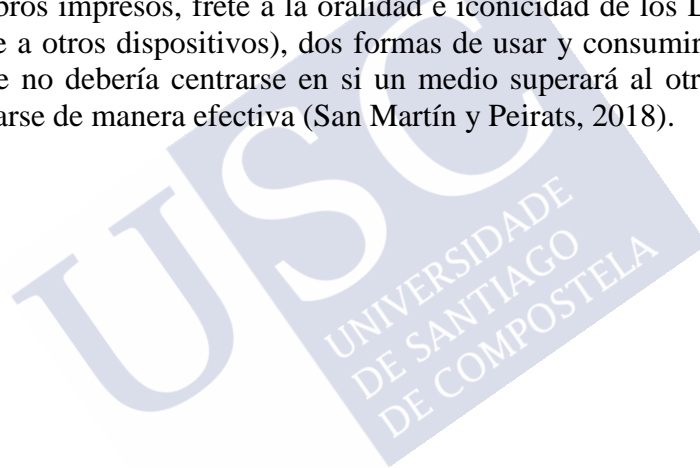 bros impresos, frete a la oralidad e iconicidad de los
e a otros dispositivos), dos formas de usar y consumir
e no debería centrarse en si un medio superará al otr
arse de manera efectiva (San Martín y Peirats, 2018).
USC
UNIVERSIDADE
DE SANTIAGO
DE COMPOSTELA